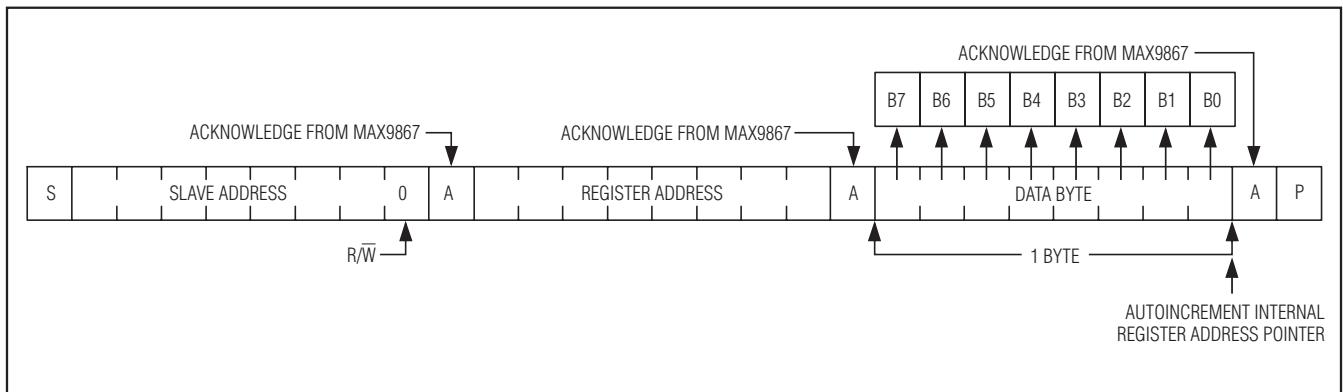 ACKNOWLEDGE FROM MAX9867
B7 B6 B5 B4 B3 B2 B1 B0
ACKNOWLEDGE FROM MAX9867 ACKNOWLEDGE FROM MAX9867
S SLAVE ADDRESS 0 A REGISTER ADDRESS A DATA BYTE A P
R/W̅ 1 BYTE
AUTOINCREMENT INTERNAL
REGISTER ADDRESS POINTER